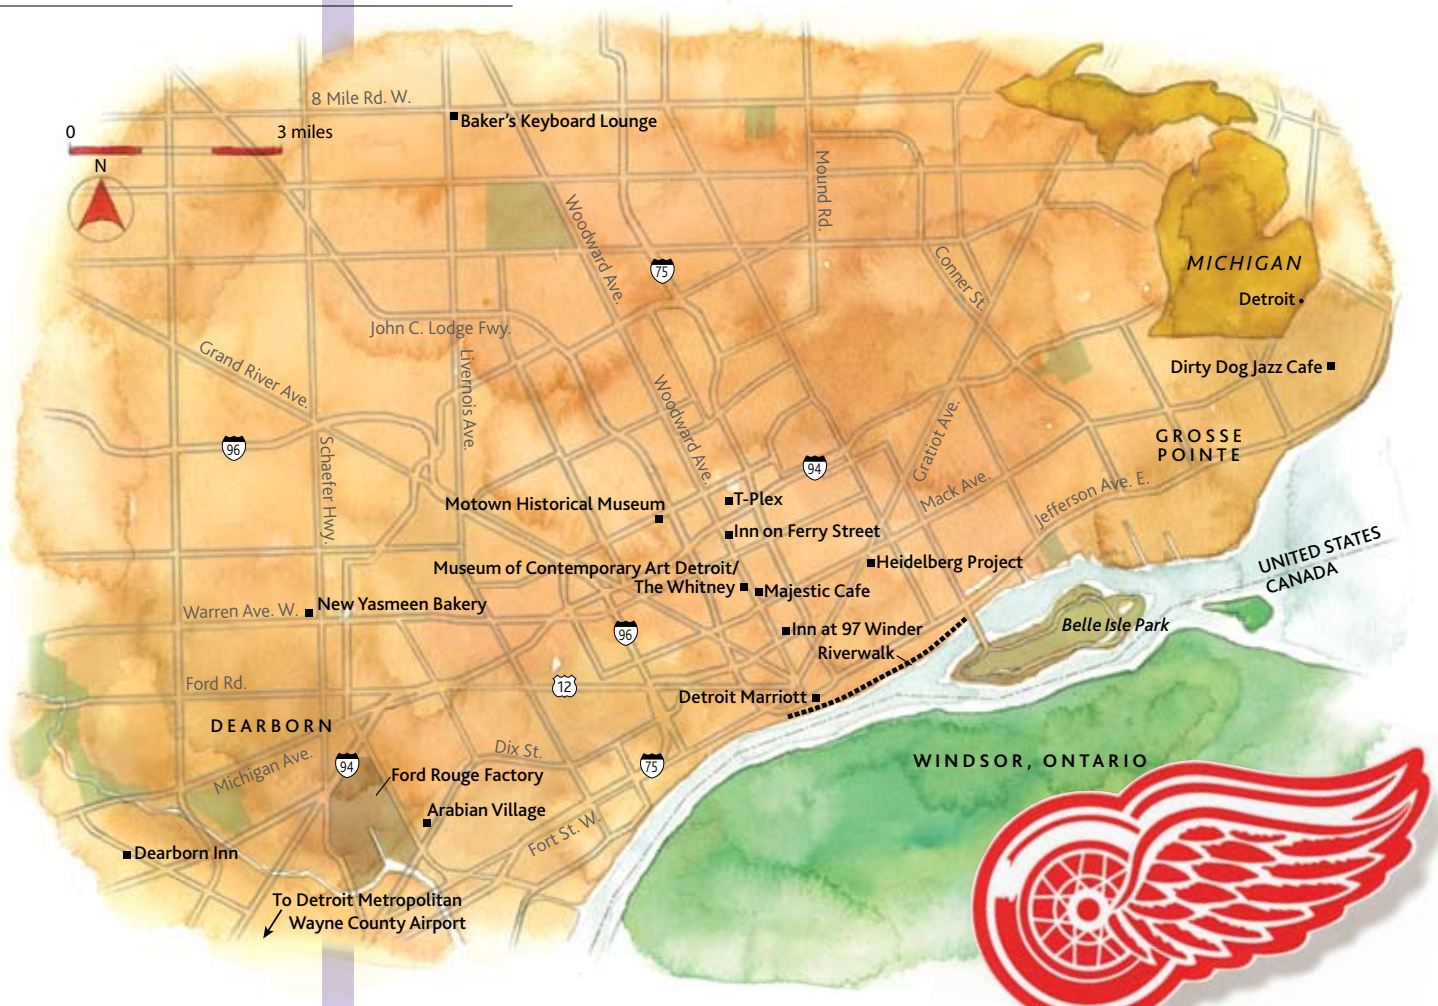 8 Mile Rd. W.
Baker's Keyboard Lounge
0
3 miles
N
Mound Rd.
Woodward Ave.
75
Conner St.
MICHIGAN
Detroit
John C. Lodge Fwy.
Grand River Ave.
Livernois Ave.
Woodward Ave.
Dirty Dog Jazz Cafe
GROSSE
POINTE
96
Schaefer Hwy.
94
Gratiot Ave.
Mack Ave.
Jefferson Ave. E.
Motown Historical Museum
T-Plex
Inn on Ferry Street
Heidelberg Project
Museum of Contemporary Art Detroit/
The Whitney
Majestic Cafe
UNITED STATES
CANADA
Warren Ave. W.
New Yasmeen Bakery
96
Inn at 97 Winder
Riverwalk
Belle Isle Park
Ford Rd.
12
Detroit Marriott
DEARBORN
Michigan Ave.
94
Dix St.
75
WINDSOR, ONTARIO
Ford Rouge Factory
Arabian Village
Fort St. W.
Dearborn Inn
To Detroit Metropolitan
Wayne County Airport